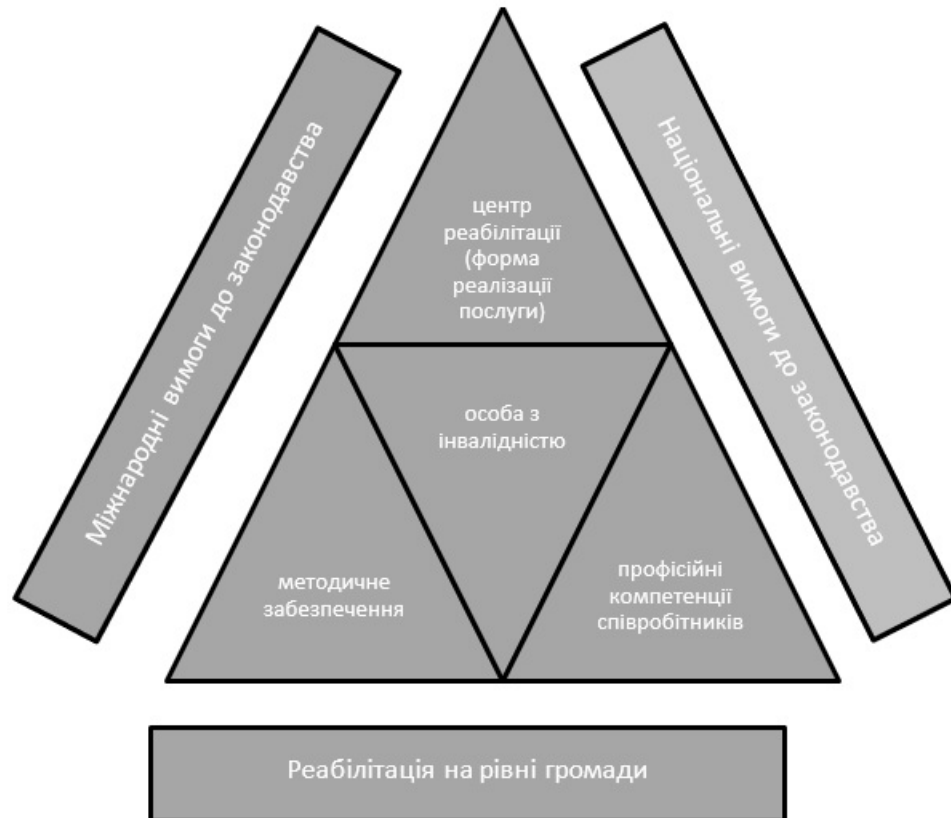 Міжнародні вимоги до законодавства
Національні вимоги до законодавства
центр
реабілітації
(форма
реалізації
послуги)
особа з
інвалідністю
методичне
забезпечення
професійні
компетенції
співробітників
Реабілітація на рівні громади